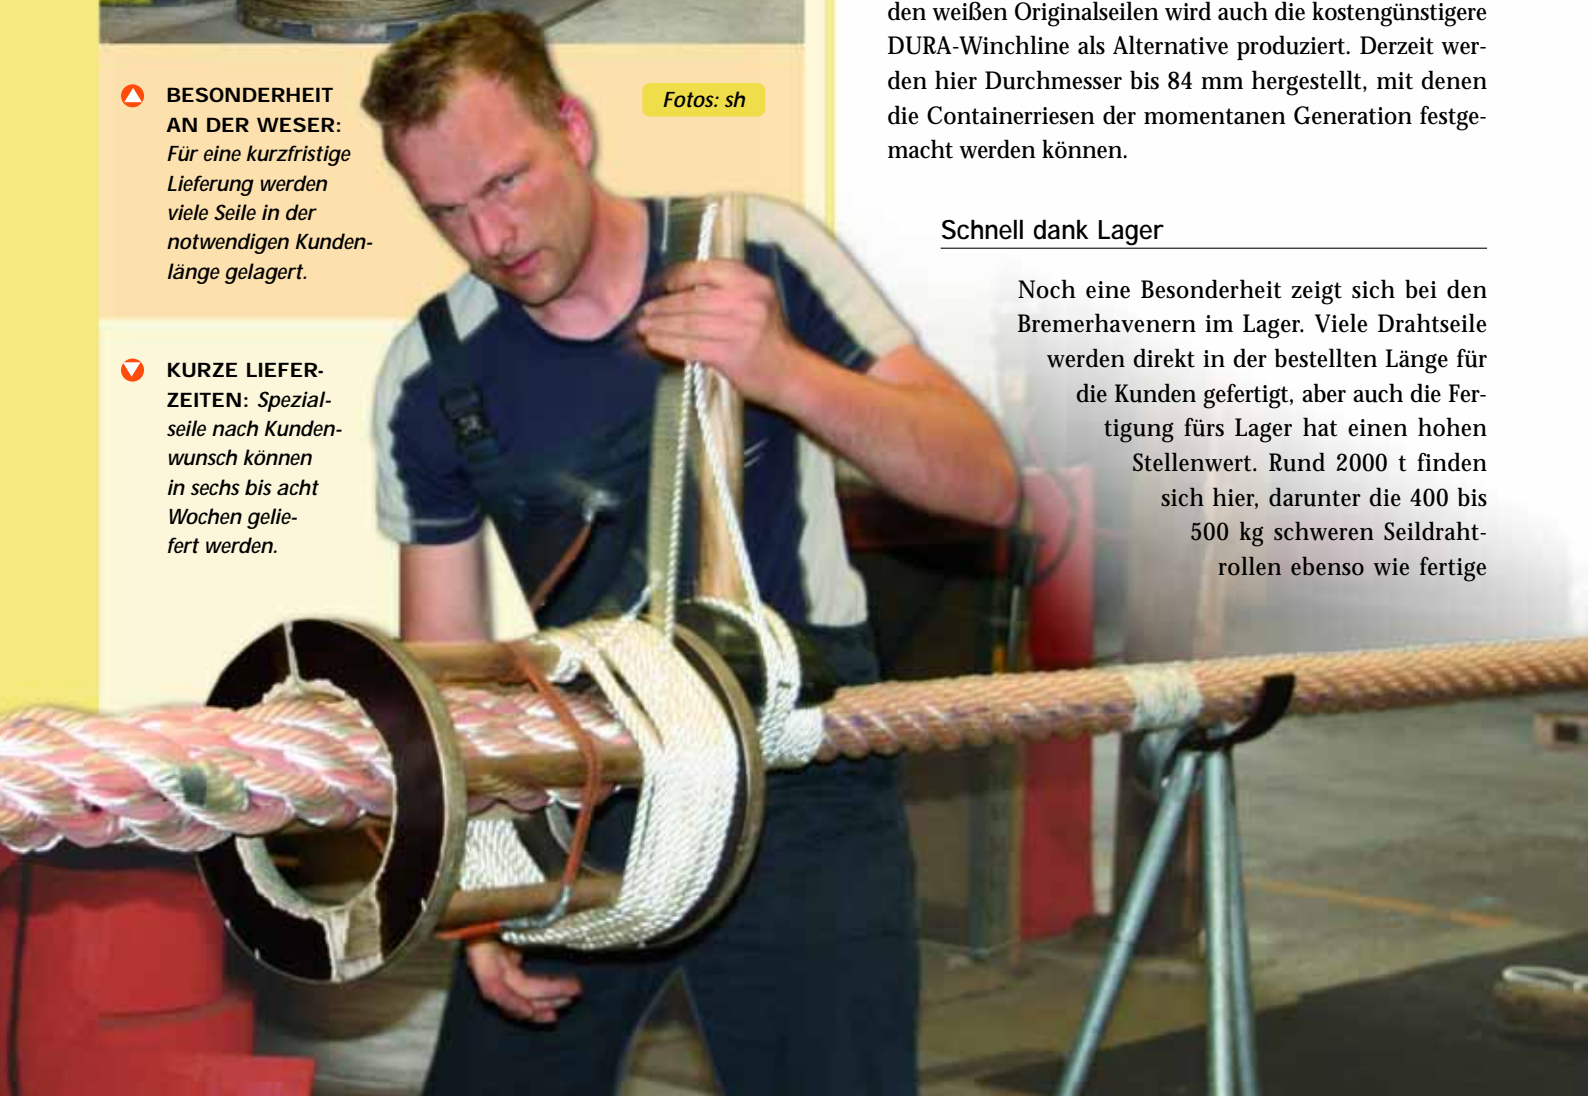 BESONDERHEIT
AN DER WESER:
Für eine kurzfristige
Lieferung werden
viele Seile in der
notwendigen Kunden-
länge gelagert.
KURZE LIEFER-
ZEITEN: Spezial-
seile nach Kunden-
wunsch können
in sechs bis acht
Wochen gelie-
fert werden.
Fotos: sh
den weißen Originalseilen wird auch die kostengünstigere
DURA-Winchline als Alternative produziert. Derzeit wer-
den hier Durchmesser bis 84 mm hergestellt, mit denen
die Containerriesen der momentanen Generation festge-
macht werden können.
Schnell dank Lager
Noch eine Besonderheit zeigt sich bei den
Bremerhavenern im Lager. Viele Drahtseile
werden direkt in der bestellten Länge für
die Kunden gefertigt, aber auch die Fer-
tigung fürs Lager hat einen hohen
Stellenwert. Rund 2000 t finden
sich hier, darunter die 400 bis
500 kg schweren Seildraht-
rollen ebenso wie fertige